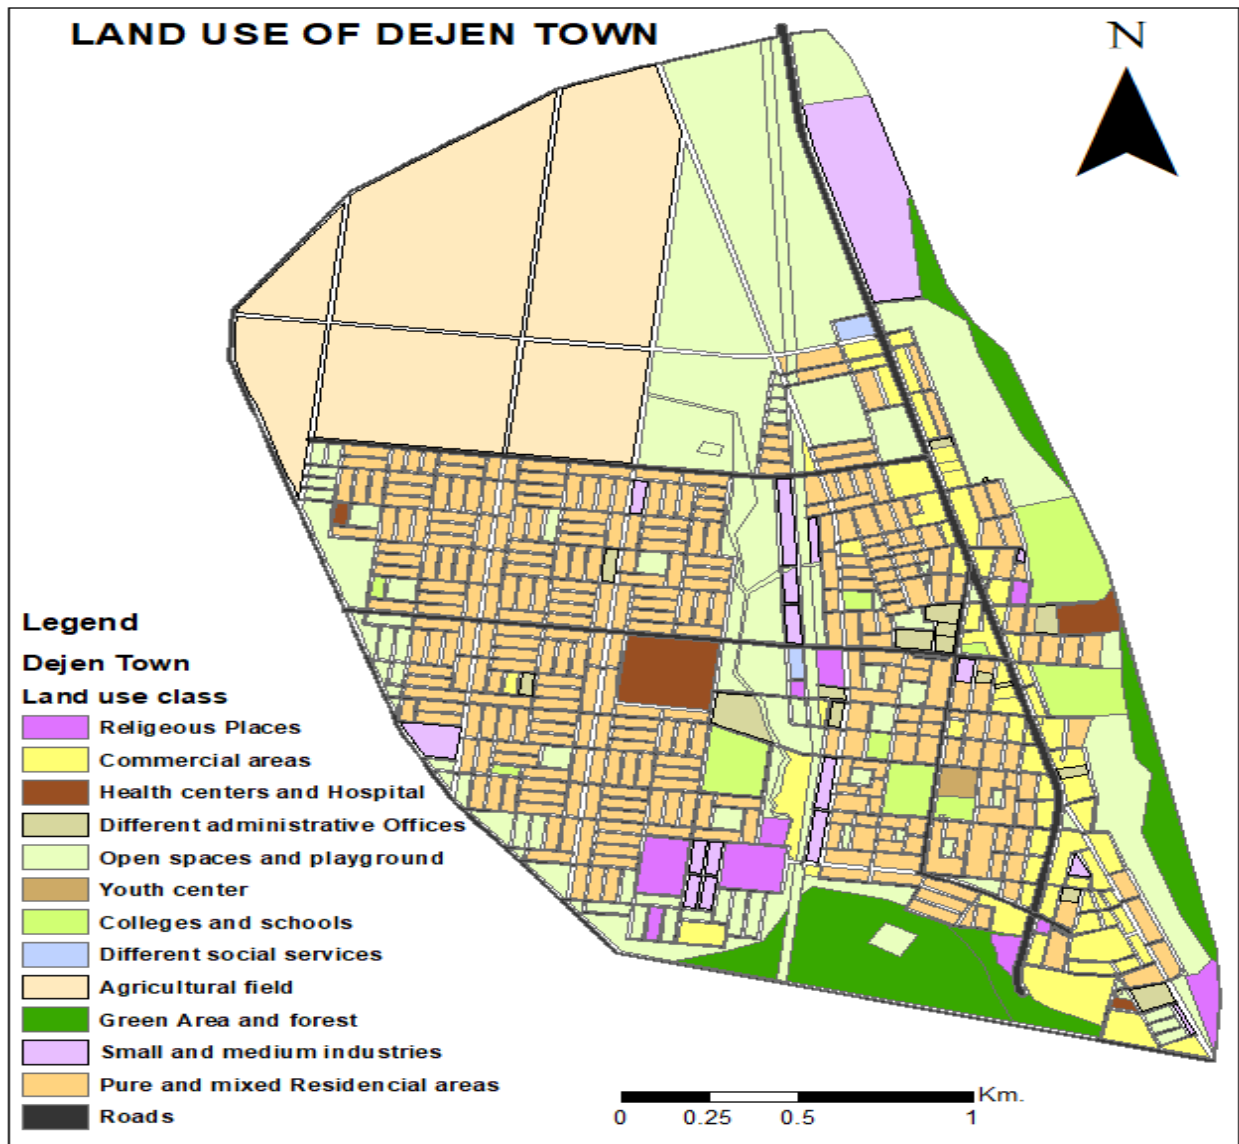 LAND USE OF DEJEN TOWN
N
Legend
Dejen Town
Land use class
Religeous Places
Commercial areas
Health centers and Hospital
Different administrative Offices
Open spaces and playground
Youth center
Colleges and schools
Different social services
Agricultural field
Green Area and forest
Small and medium industries
Pure and mixed Residencial areas
Roads
Km.
0 0.25 0.5 1